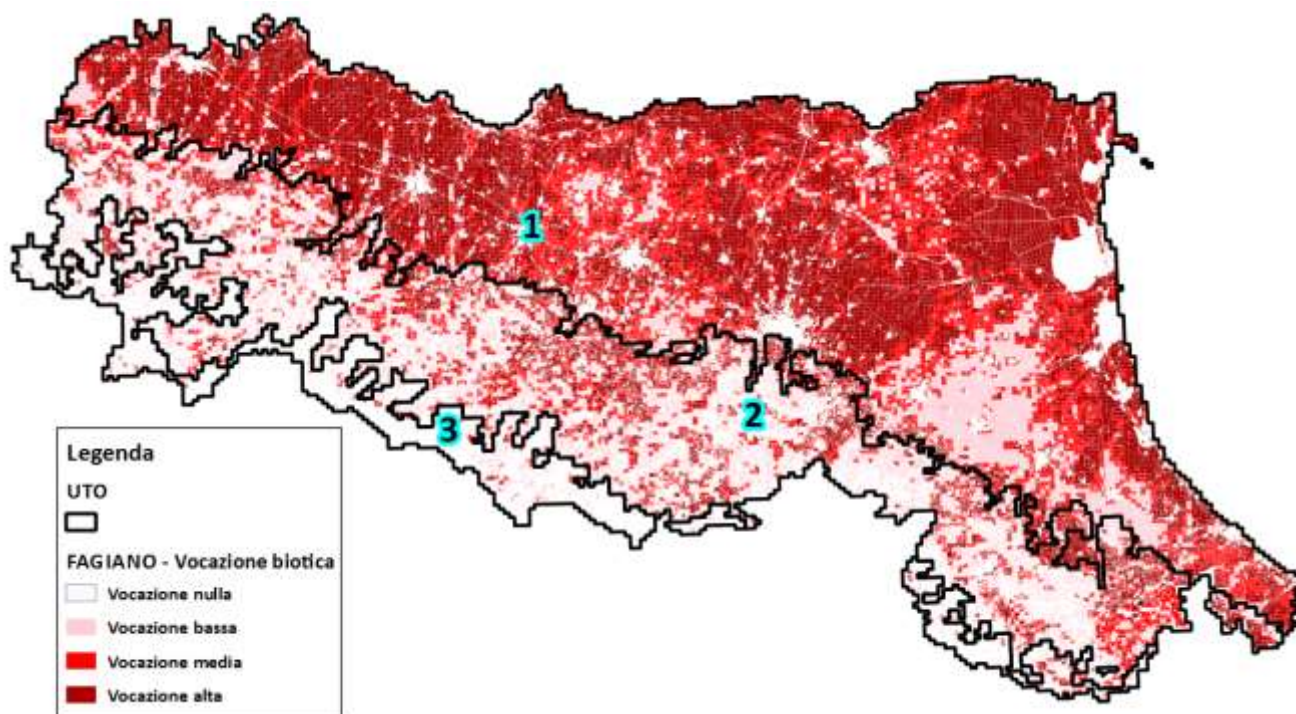 1
2
3
Legenda
UTO
FAGIANO - Vocazione biotica
Vocazione nulla
Vocazione bassa
Vocazione media
Vocazione alta